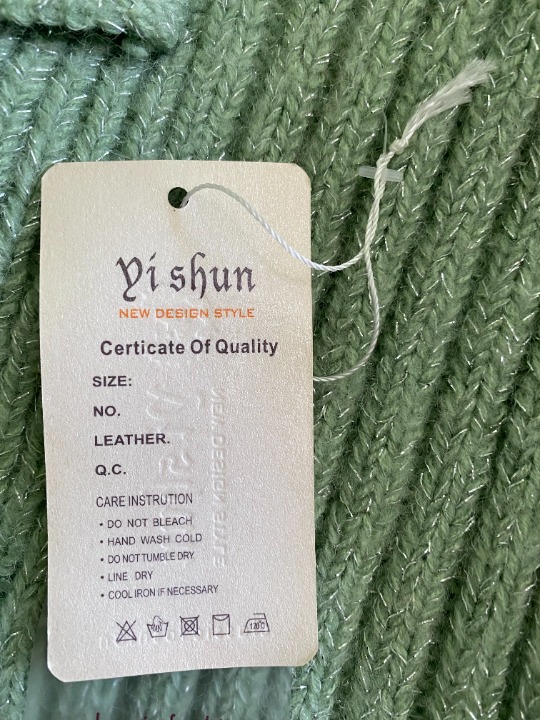 Yi shun
NEW DESIGN STYLE
Certicate Of Quality
SIZE:
NO.
LEATHER.
Q.C.
CARE INSTRUTION
• DO NOT BLEACH
• HAND WASH COLD
• DO NOT TUMBLE DRY
• LINE DRY
• COOL IRON IF NECESSARY
120°C